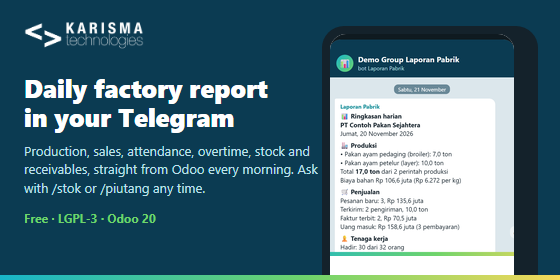 KARISMA
technologies
Daily factory report
in your Telegram
Production, sales, attendance, overtime, stock and
receivables, straight from Odoo every morning. Ask
with /stok or /piutang any time.
Free · LGPL-3 · Odoo 20
Demo Group Laporan Pabrik
bot Laporan Pabrik
Sabtu, 21 November
Laporan Pabrik
Ringkasan harian
PT Contoh Pakan Sejahtera
Jumat, 20 November 2026
Produksi
• Pakan ayam pedaging (broiler): 7,0 ton
• Pakan ayam petelur (layer): 10,0 ton
Total 17,0 ton dari 2 perintah produksi
Biaya bahan Rp 106,6 juta (Rp 6.272 per kg)
Penjualan
Pesanan baru: 3, Rp 135,6 juta
Terkirim: 2 pengiriman, 10,0 ton
Faktur terbit: 2, Rp 70,5 juta
Uang masuk: Rp 158,6 juta (3 pembayaran)
Tenaga kerja
Hadir: 30 dari 32 orang